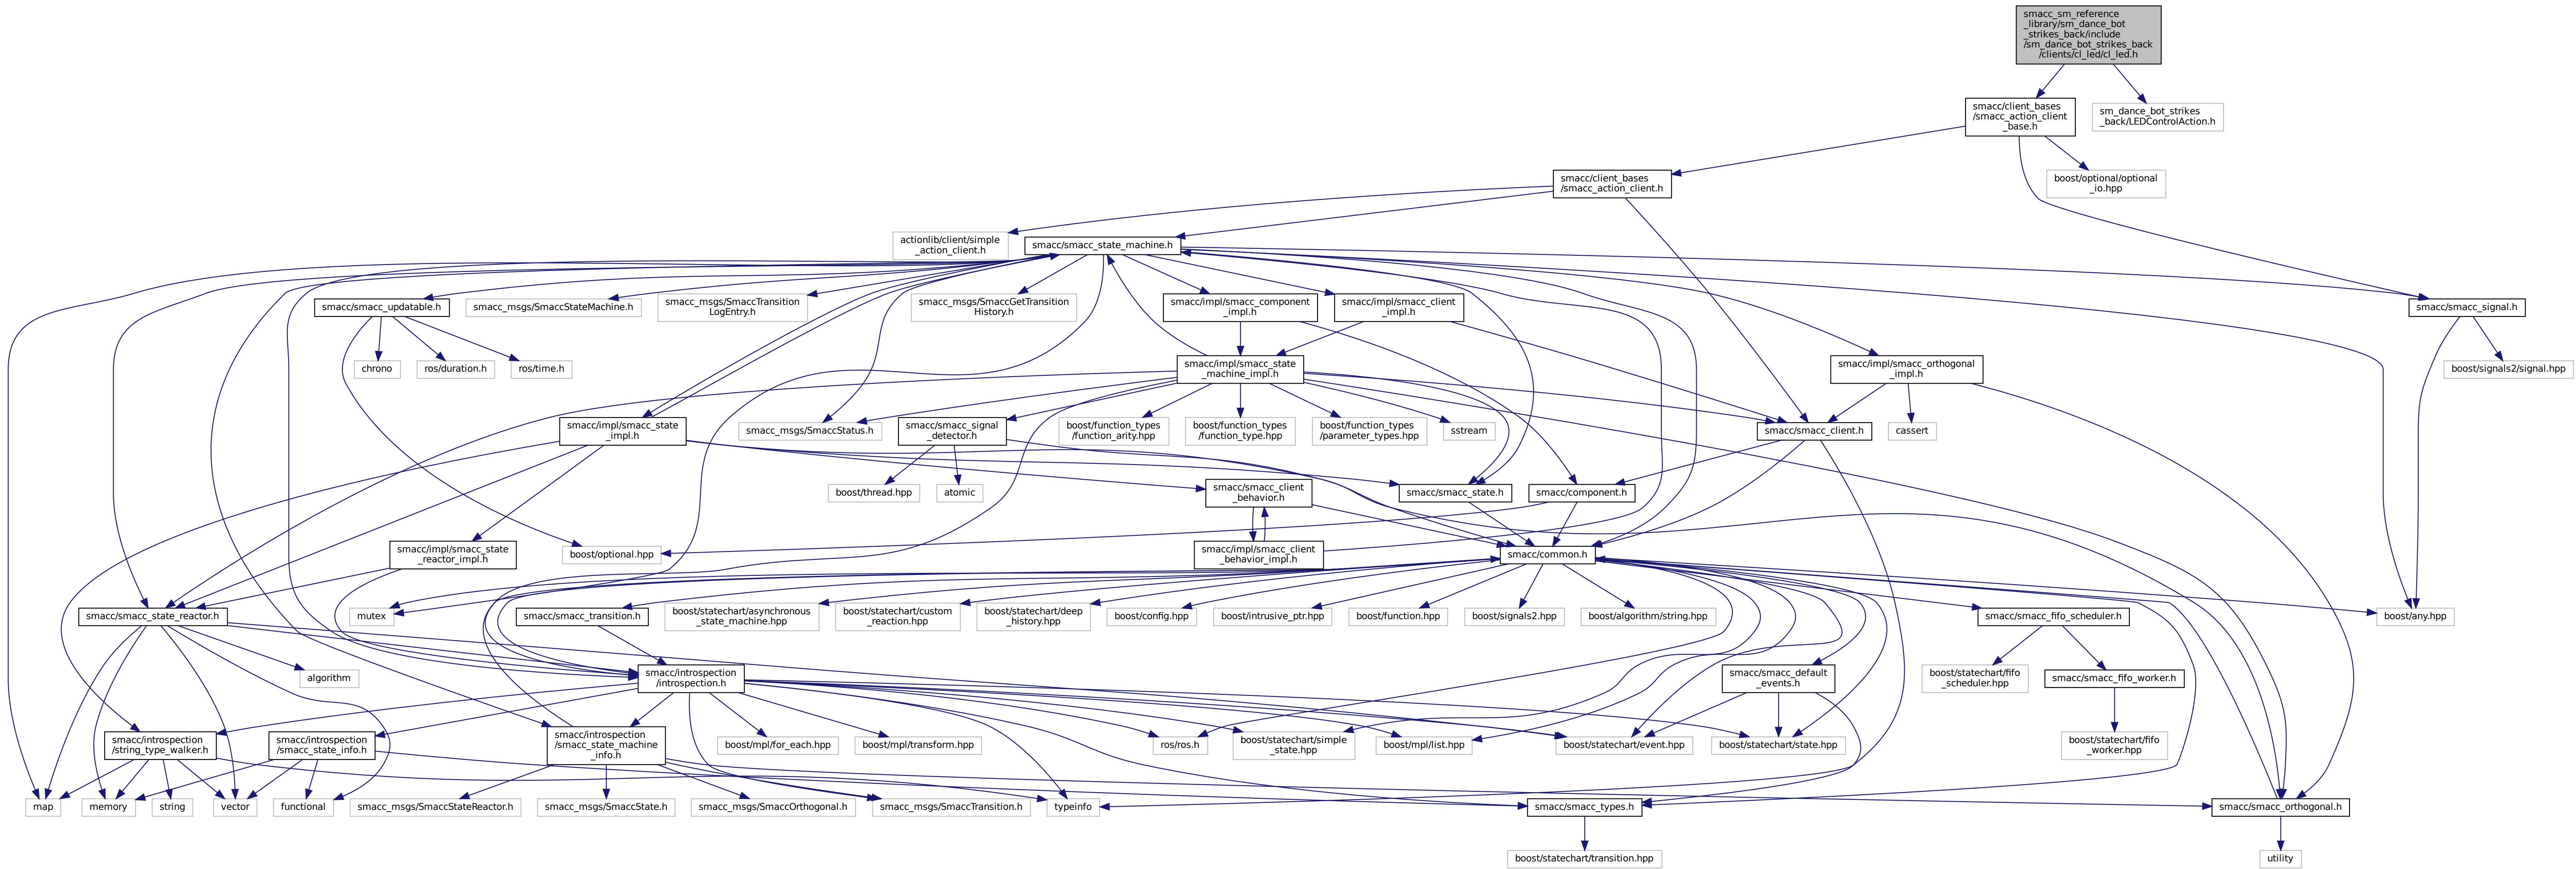 smacc_sm_reference
_library/sm_dance_bot
_strikes_back/include
/sm_dance_bot_strikes_back
/clients/cl_led/cl_led.h
smacc/client_bases
/smacc_action_client
_base.h
sm_dance_bot_strikes
_back/LEDControlAction.h
smacc/client_bases
/smacc_action_client.h
boost/optional/optional
_io.hpp
actionlib/client/simple
_action_client.h
smacc/smacc_state_machine.h
smacc/smacc_updatable.h
smacc_msgs/SmaccStateMachine.h
smacc_msgs/SmaccTransition
LogEntry.h
smacc_msgs/SmaccGetTransition
History.h
smacc/impl/smacc_component
_impl.h
smacc/impl/smacc_client
_impl.h
smacc/smacc_signal.h
chrono
ros/duration.h
ros/time.h
smacc/impl/smacc_state
_machine_impl.h
smacc/impl/smacc_orthogonal
_impl.h
boost/signals2/signal.hpp
smacc/impl/smacc_state
_impl.h
smacc_msgs/SmaccStatus.h
smacc/smacc_signal
_detector.h
boost/function_types
/function_arity.hpp
boost/function_types
/function_type.hpp
boost/function_types
/parameter_types.hpp
sstream
smacc/smacc_client.h
cassert
boost/thread.hpp
atomic
smacc/smacc_client
_behavior.h
smacc/smacc_state.h
smacc/component.h
smacc/impl/smacc_state
_reactor_impl.h
boost/optional.hpp
smacc/impl/smacc_client
_behavior_impl.h
smacc/common.h
smacc/smacc_state_reactor.h
mutex
smacc/smacc_transition.h
boost/statechart/asynchronous
_state_machine.hpp
boost/statechart/custom
_reaction.hpp
boost/statechart/deep
_history.hpp
boost/config.hpp
boost/intrusive_ptr.hpp
boost/function.hpp
boost/signals2.hpp
boost/algorithm/string.hpp
smacc/smacc_fifo_scheduler.h
boost/any.hpp
algorithm
smacc/introspection
/introspection.h
smacc/smacc_default
_events.h
boost/statechart/fifo
_scheduler.hpp
smacc/smacc_fifo_worker.h
smacc/introspection
/string_type_walker.h
smacc/introspection
/smacc_state_info.h
smacc/introspection
/smacc_state_machine
_info.h
boost/mpl/for_each.hpp
boost/mpl/transform.hpp
ros/ros.h
boost/statechart/simple
_state.hpp
boost/mpl/list.hpp
boost/statechart/event.hpp
boost/statechart/state.hpp
boost/statechart/fifo
_worker.hpp
map
memory
string
vector
functional
smacc_msgs/SmaccStateReactor.h
smacc_msgs/SmaccState.h
smacc_msgs/SmaccOrthogonal.h
smacc_msgs/SmaccTransition.h
typeinfo
smacc/smacc_types.h
smacc/smacc_orthogonal.h
boost/statechart/transition.hpp
utility